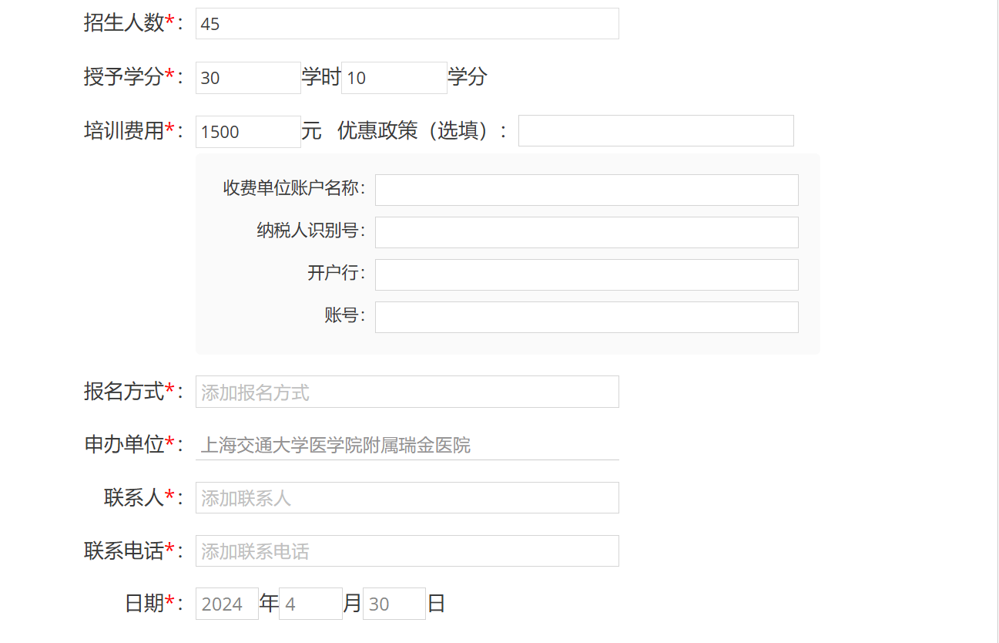 招生人数*： 45
授予学分*： 30 学时 10 学分
培训费用*： 1500 元 优惠政策（选填）：
收费单位账户名称：
纳税人识别号：
开户行：
账号：
报名方式*： 添加报名方式
申办单位*： 上海交通大学医学院附属瑞金医院
联系人*： 添加联系人
联系电话*： 添加联系电话
日期*： 2024 年 4 月 30 日